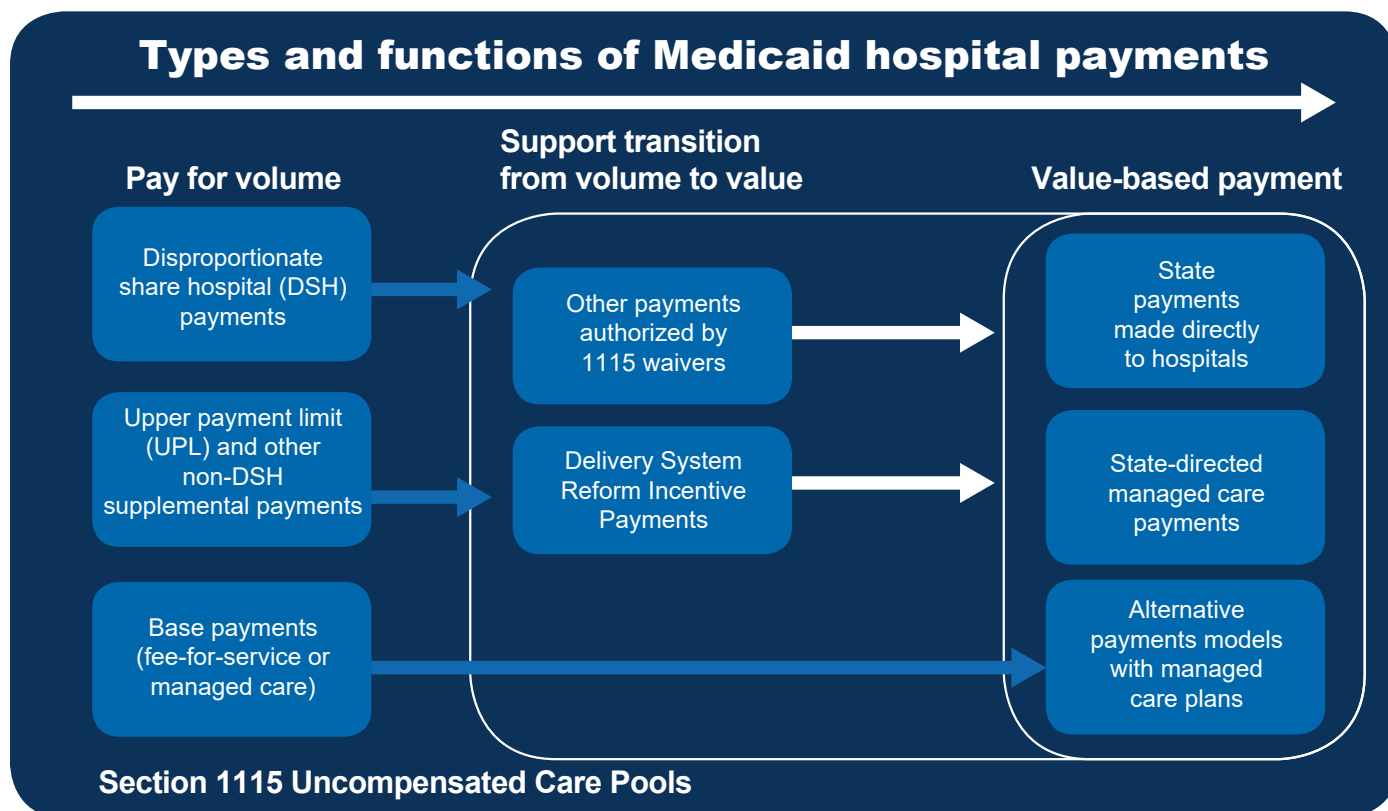 Types and functions of Medicaid hospital payments
Pay for volume
Support transition
from volume to value
Value-based payment
Disproportionate
share hospital (DSH)
payments
Upper payment limit
(UPL) and other
non-DSH
supplemental payments
Base payments
(fee-for-service or
managed care)
Other payments
authorized by
1115 waivers
Delivery System
Reform Incentive
Payments
State
payments
made directly
to hospitals
State-directed
managed care
payments
Alternative
payments models
with managed
care plans
Section 1115 Uncompensated Care Pools